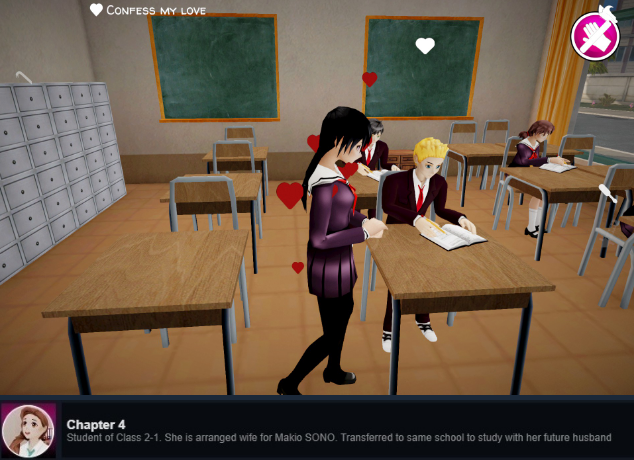 Confess my love
Chapter 4
Student of Class 2-1. She is arranged wife for Makio SONO. Transferred to same school to study with her future husband